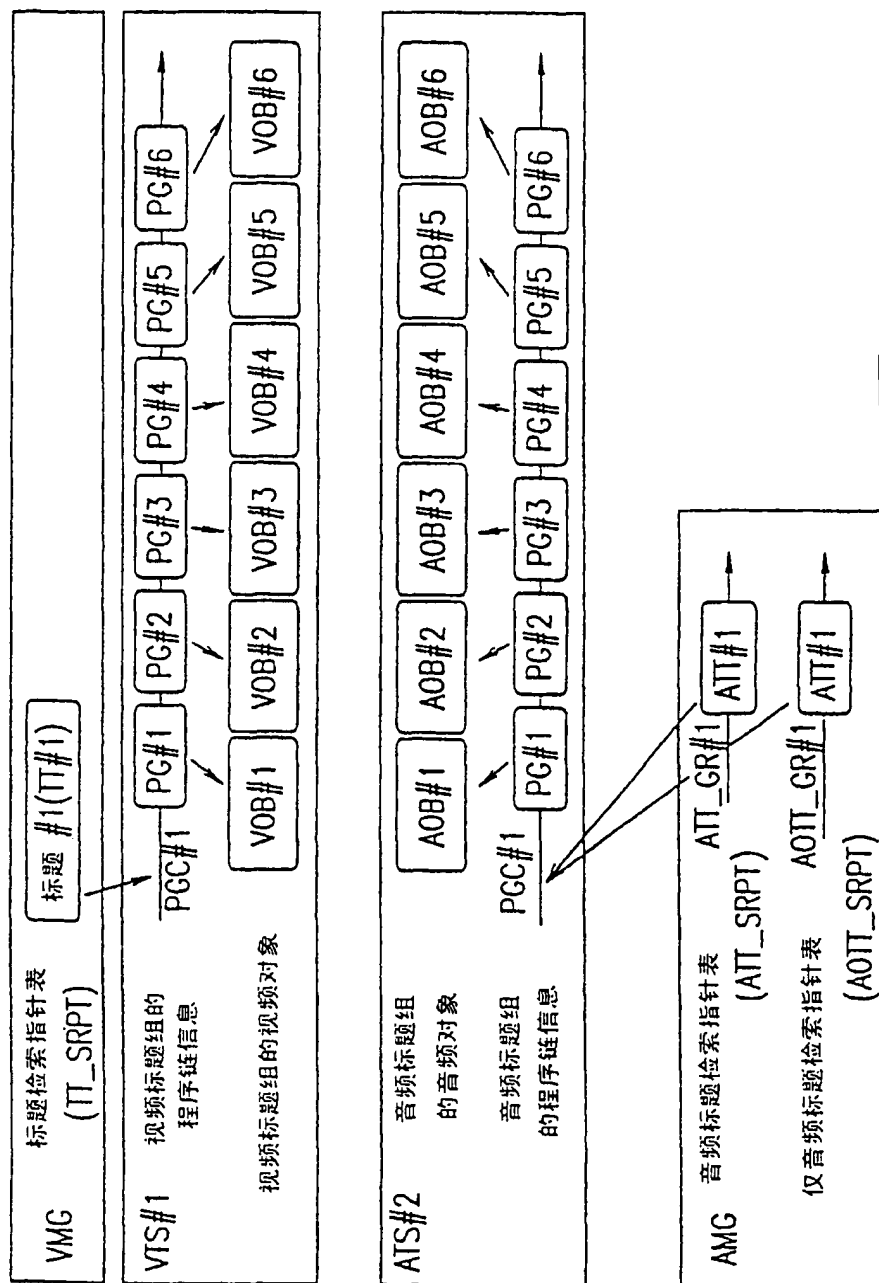 VMG
标题检索指针表
(TT_SRPT)
标题 #1(TT#1)
VTS#1
视频标题组的
程序链信息
PGC#1
PG#1
PG#2
PG#3
PG#4
PG#5
PG#6
视频标题组的视频对象
VOB#1
VOB#2
VOB#3
VOB#4
VOB#5
VOB#6
ATS#2
音频标题组
的音频对象
AOB#1
AOB#2
AOB#3
AOB#4
AOB#5
AOB#6
音频标题组
的程序链信息
PGC#1
PG#1
PG#2
PG#3
PG#4
PG#5
PG#6
AMG
音频标题检索指针表
(ATT_SRPT)
ATT_GR#1
ATT#1
仅音频标题检索指针表
(AOTT_SRPT)
AOTT_GR#1
ATT#1